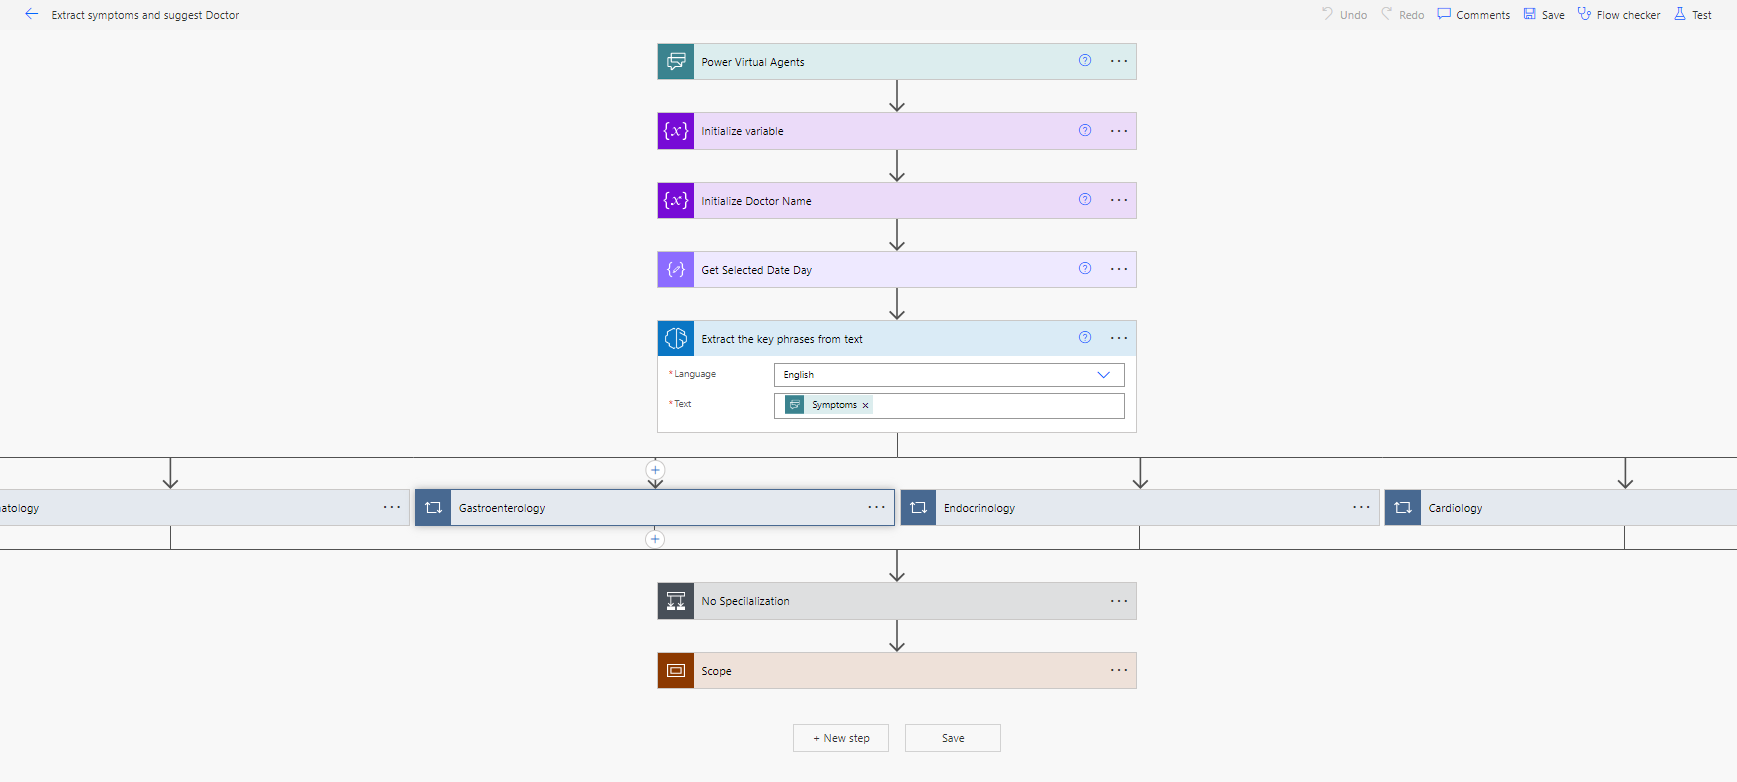 Extract symptoms and suggest Doctor
Undo Redo Comments Save Flow checker Test
Power Virtual Agents
{x} Initialize variable
{x} Initialize Doctor Name
Get Selected Date Day
Extract the key phrases from text
*Language English
*Text Symptoms ×
atology
Gastroenterology
Endocrinology
Cardiology
No Specilalization
Scope
+ New step Save